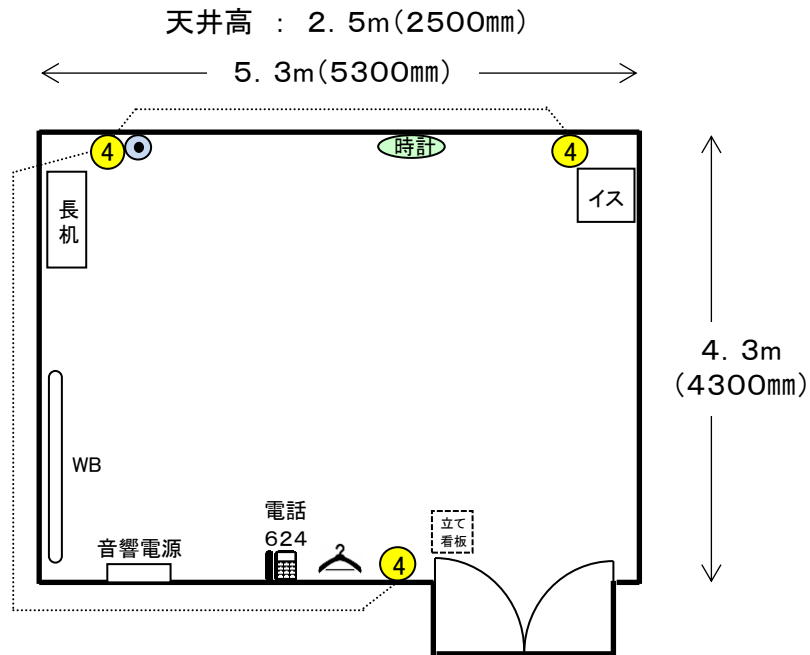 天井高 : 2. 5m(2500㎜)
5. 3m(5300㎜)
4
時計
4
長
机
イス
4. 3m
(4300㎜)
WB
電話
624
音響電源
2
4
立て
看板